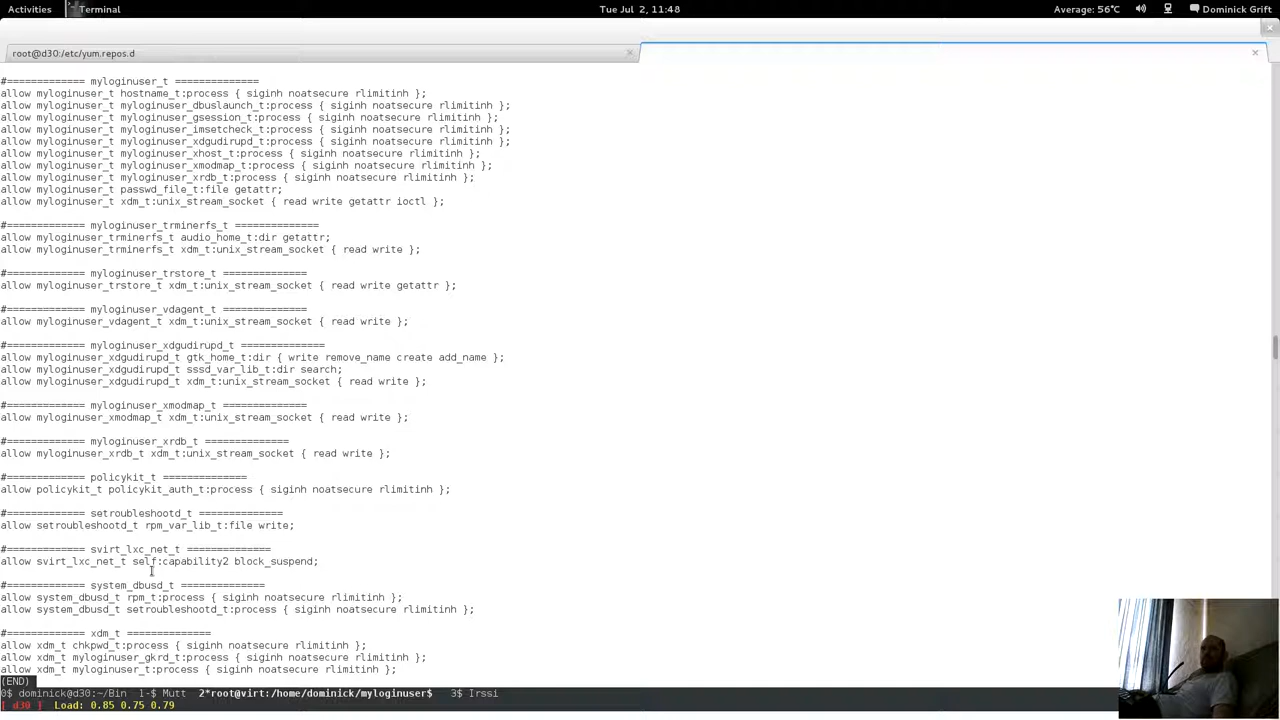 Activities Terminal Tue Jul 2, 11:48 Average: 56°C Dominick Grift
root@d30:/etc/yum.repos.d
#============= myloginuser_t ==============
allow myloginuser_t hostname_t:process { siginh noatsecure rlimitinh };
allow myloginuser_t myloginuser_dbuslaunch_t:process { siginh noatsecure rlimitinh };
allow myloginuser_t myloginuser_gsession_t:process { siginh noatsecure rlimitinh };
allow myloginuser_t myloginuser_imsetcheck_t:process { siginh noatsecure rlimitinh };
allow myloginuser_t myloginuser_xdgudirupd_t:process { siginh noatsecure rlimitinh };
allow myloginuser_t myloginuser_xhost_t:process { siginh noatsecure rlimitinh };
allow myloginuser_t myloginuser_xmodmap_t:process { siginh noatsecure rlimitinh };
allow myloginuser_t myloginuser_xrdb_t:process { siginh noatsecure rlimitinh };
allow myloginuser_t passwd_file_t:file getattr;
allow myloginuser_t xdm_t:unix_stream_socket { read write getattr ioctl };
#============= myloginuser_trminerfs_t ==============
allow myloginuser_trminerfs_t audio_home_t:dir getattr;
allow myloginuser_trminerfs_t xdm_t:unix_stream_socket { read write };
#============= myloginuser_trstore_t ==============
allow myloginuser_trstore_t xdm_t:unix_stream_socket { read write getattr };
#============= myloginuser_vdagent_t ==============
allow myloginuser_vdagent_t xdm_t:unix_stream_socket { read write };
#============= myloginuser_xdgudirupd_t ==============
allow myloginuser_xdgudirupd_t gtk_home_t:dir { write remove_name create add_name };
allow myloginuser_xdgudirupd_t sssd_var_lib_t:dir search;
allow myloginuser_xdgudirupd_t xdm_t:unix_stream_socket { read write };
#============= myloginuser_xmodmap_t ==============
allow myloginuser_xmodmap_t xdm_t:unix_stream_socket { read write };
#============= myloginuser_xrdb_t ==============
allow myloginuser_xrdb_t xdm_t:unix_stream_socket { read write };
#============= policykit_t ==============
allow policykit_t policykit_auth_t:process { siginh noatsecure rlimitinh };
#============= setroubleshootd_t ==============
allow setroubleshootd_t rpm_var_lib_t:file write;
#============= svirt_lxc_net_t ==============
allow svirt_lxc_net_t self:capability2 block_suspend;
#============= system_dbusd_t ==============
allow system_dbusd_t rpm_t:process { siginh noatsecure rlimitinh };
allow system_dbusd_t setroubleshootd_t:process { siginh noatsecure rlimitinh };
#============= xdm_t ==============
allow xdm_t chkpwd_t:process { siginh noatsecure rlimitinh };
allow xdm_t myloginuser_gkrd_t:process { siginh noatsecure rlimitinh };
allow xdm_t myloginuser_t:process { siginh noatsecure rlimitinh };
(END)
0$ dominick@d30:~/Bin 1-$ Mutt 2*root@virt:/home/dominick/myloginuser$ 3$ Irssi
[ d30 ] Load: 0.85 0.75 0.79